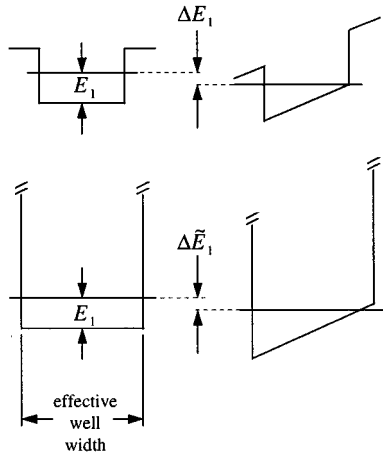 ΔE₁
E₁
ΔẼ₁
E₁
effective
well
width